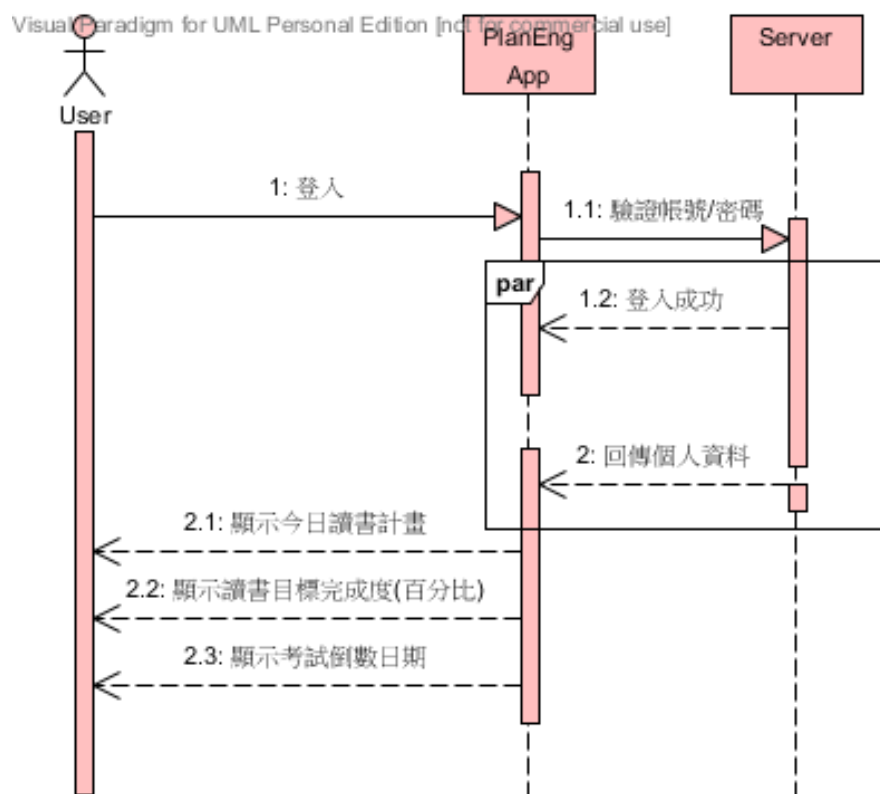 Visual Paradigm for UML Personal Edition [not for commercial use]
PlanEng
App
Server
User
1: 登入
1.1: 驗證帳號/密碼
par
1.2: 登入成功
2: 回傳個人資料
2.1: 顯示今日讀書計畫
2.2: 顯示讀書目標完成度(百分比)
2.3: 顯示考試倒數日期